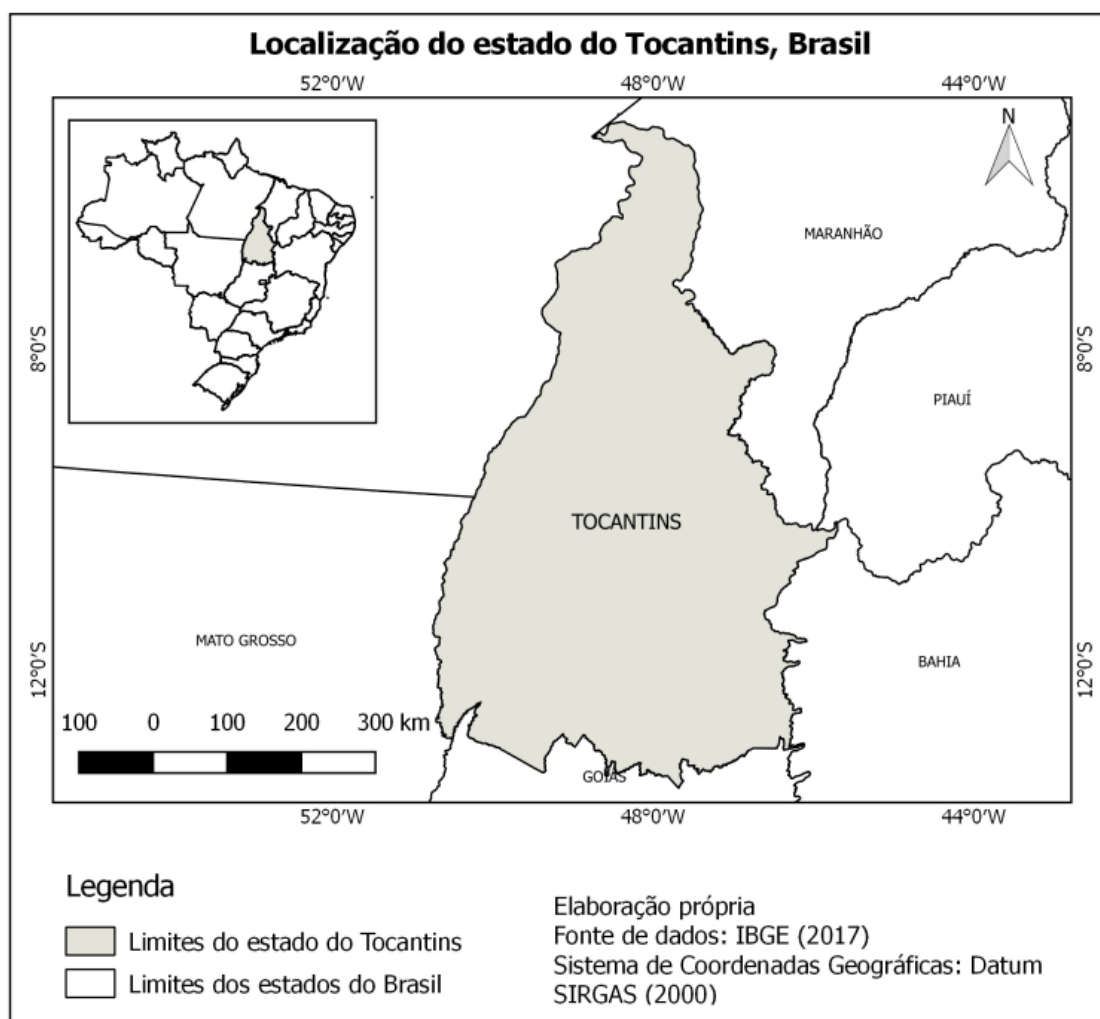 Localização do estado do Tocantins, Brasil
52°0'W 48°0'W 44°0'W
N
MARANHÃO
8°0'S 8°0'S
PIAUÍ
TOCANTINS
MATO GROSSO
BAHIA
12°0'S 12°0'S
100 0 100 200 300 km
GOIÁS
52°0'W 48°0'W 44°0'W
Legenda
Limites do estado do Tocantins
Limites dos estados do Brasil
Elaboração própria
Fonte de dados: IBGE (2017)
Sistema de Coordenadas Geográficas: Datum
SIRGAS (2000)